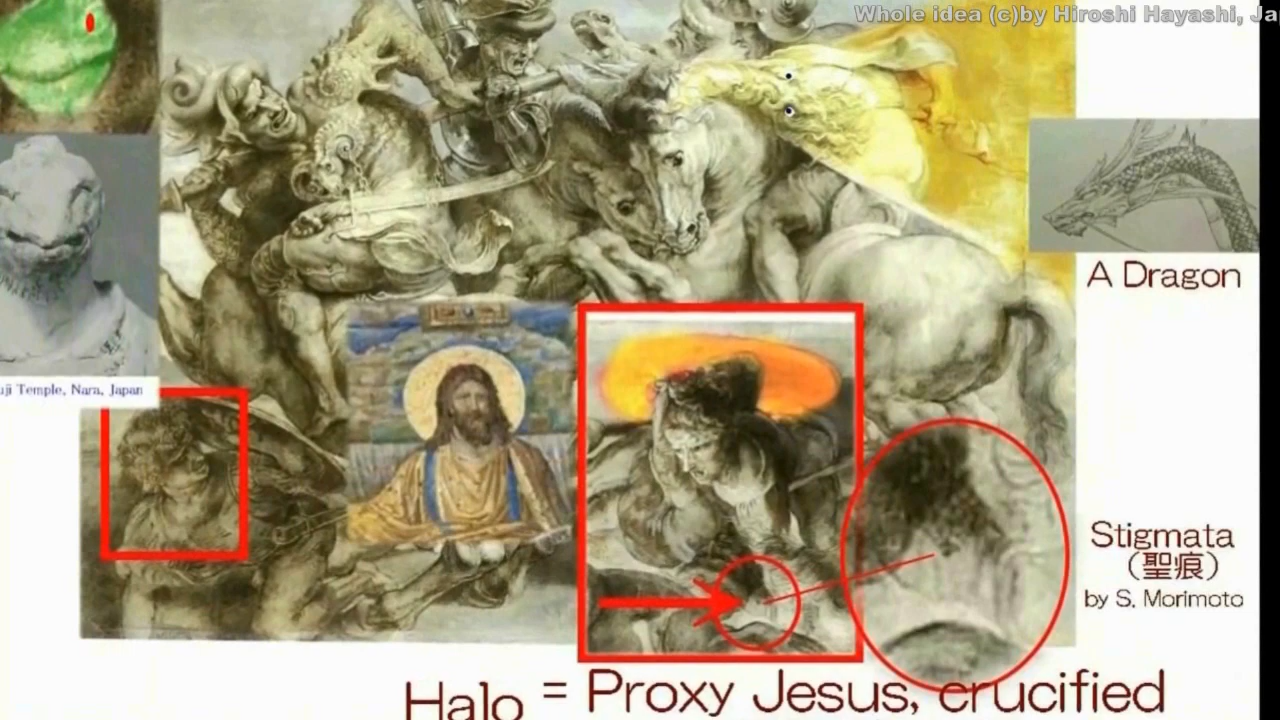 Whole idea (c)by Hiroshi Hayashi, Ja
A Dragon
uji Temple, Nara, Japan
Stigmata
（聖痕）
by S. Morimoto
Halo = Proxy Jesus, crucified